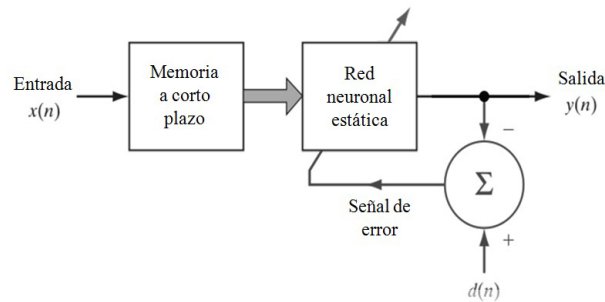 Entrada
x(n)
Memoria
a corto
plazo
Red
neuronal
estática
Salida
y(n)
−
Σ
Señal de
error
+
d(n)